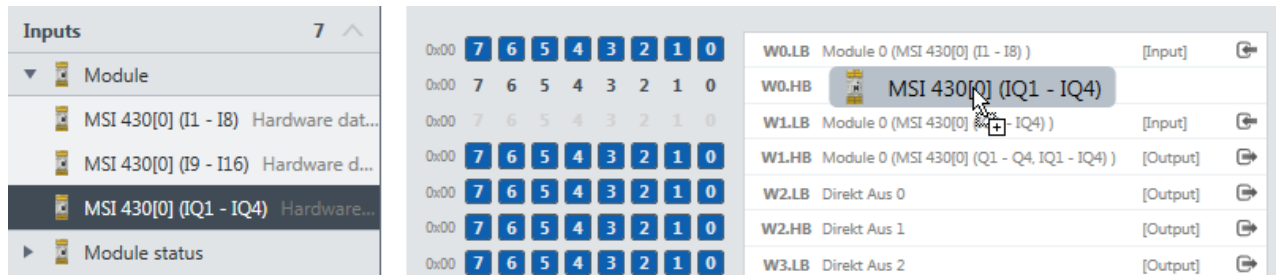 Inputs 7
Module
MSI 430[0] (I1 - I8) Hardware dat...
MSI 430[0] (I9 - I16) Hardware d...
MSI 430[0] (IQ1 - IQ4) Hardware...
Module status
0x00 7 6 5 4 3 2 1 0 W0.LB Module 0 (MSI 430[0] (I1 - I8) ) [Input]
0x00 7 6 5 4 3 2 1 0 W0.HB MSI 430[0] (IQ1 - IQ4)
0x00 7 6 5 4 3 2 1 0 W1.LB Module 0 (MSI 430[0] - IQ4) ) [Input]
0x00 7 6 5 4 3 2 1 0 W1.HB Module 0 (MSI 430[0] (Q1 - Q4, IQ1 - IQ4) ) [Output]
0x00 7 6 5 4 3 2 1 0 W2.LB Direkt Aus 0 [Output]
0x00 7 6 5 4 3 2 1 0 W2.HB Direkt Aus 1 [Output]
0x00 7 6 5 4 3 2 1 0 W3.LB Direkt Aus 2 [Output]